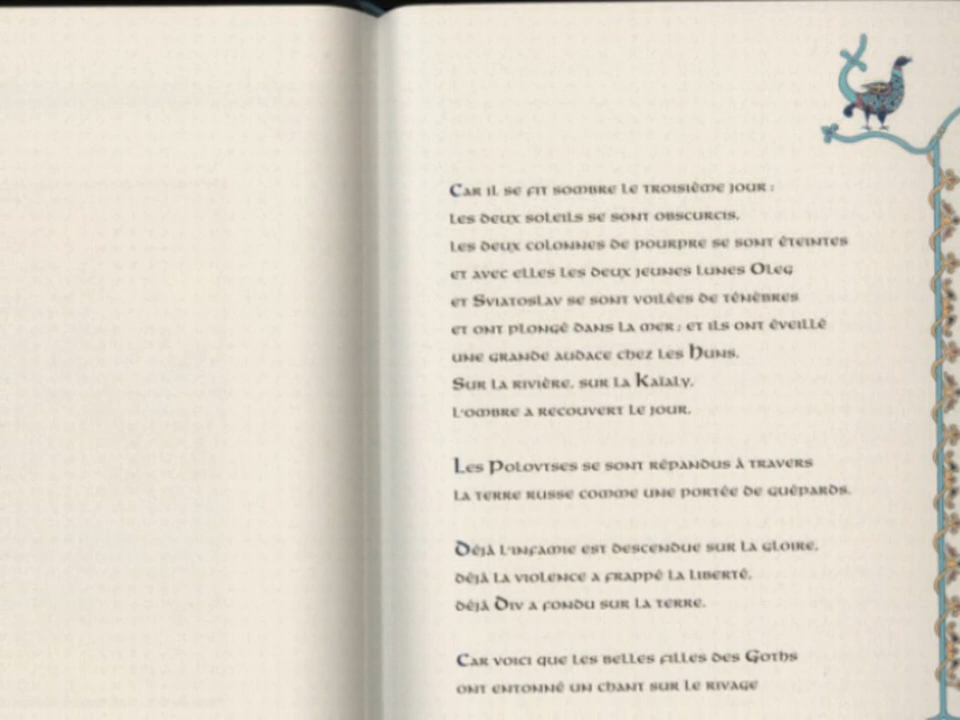 Car il se fit sombre le troisième jour :
les deux soleils se sont obscurcis,
les deux colonnes de pourpre se sont éteintes
et avec elles les deux jeunes lunes Oleg
et Sviatoslav se sont voilées de ténèbres
et ont plongé dans la mer ; et ils ont éveillé
une grande audace chez les Huns.
Sur la rivière, sur la Kaïaly,
l'ombre a recouvert le jour.
Les Polovtses se sont répandus à travers
la terre russe comme une portée de guépards.
Déjà l'infamie est descendue sur la gloire,
déjà la violence a frappé la liberté,
déjà Div a fondu sur la terre.
Car voici que les belles filles des Goths
ont entonné un chant sur le rivage